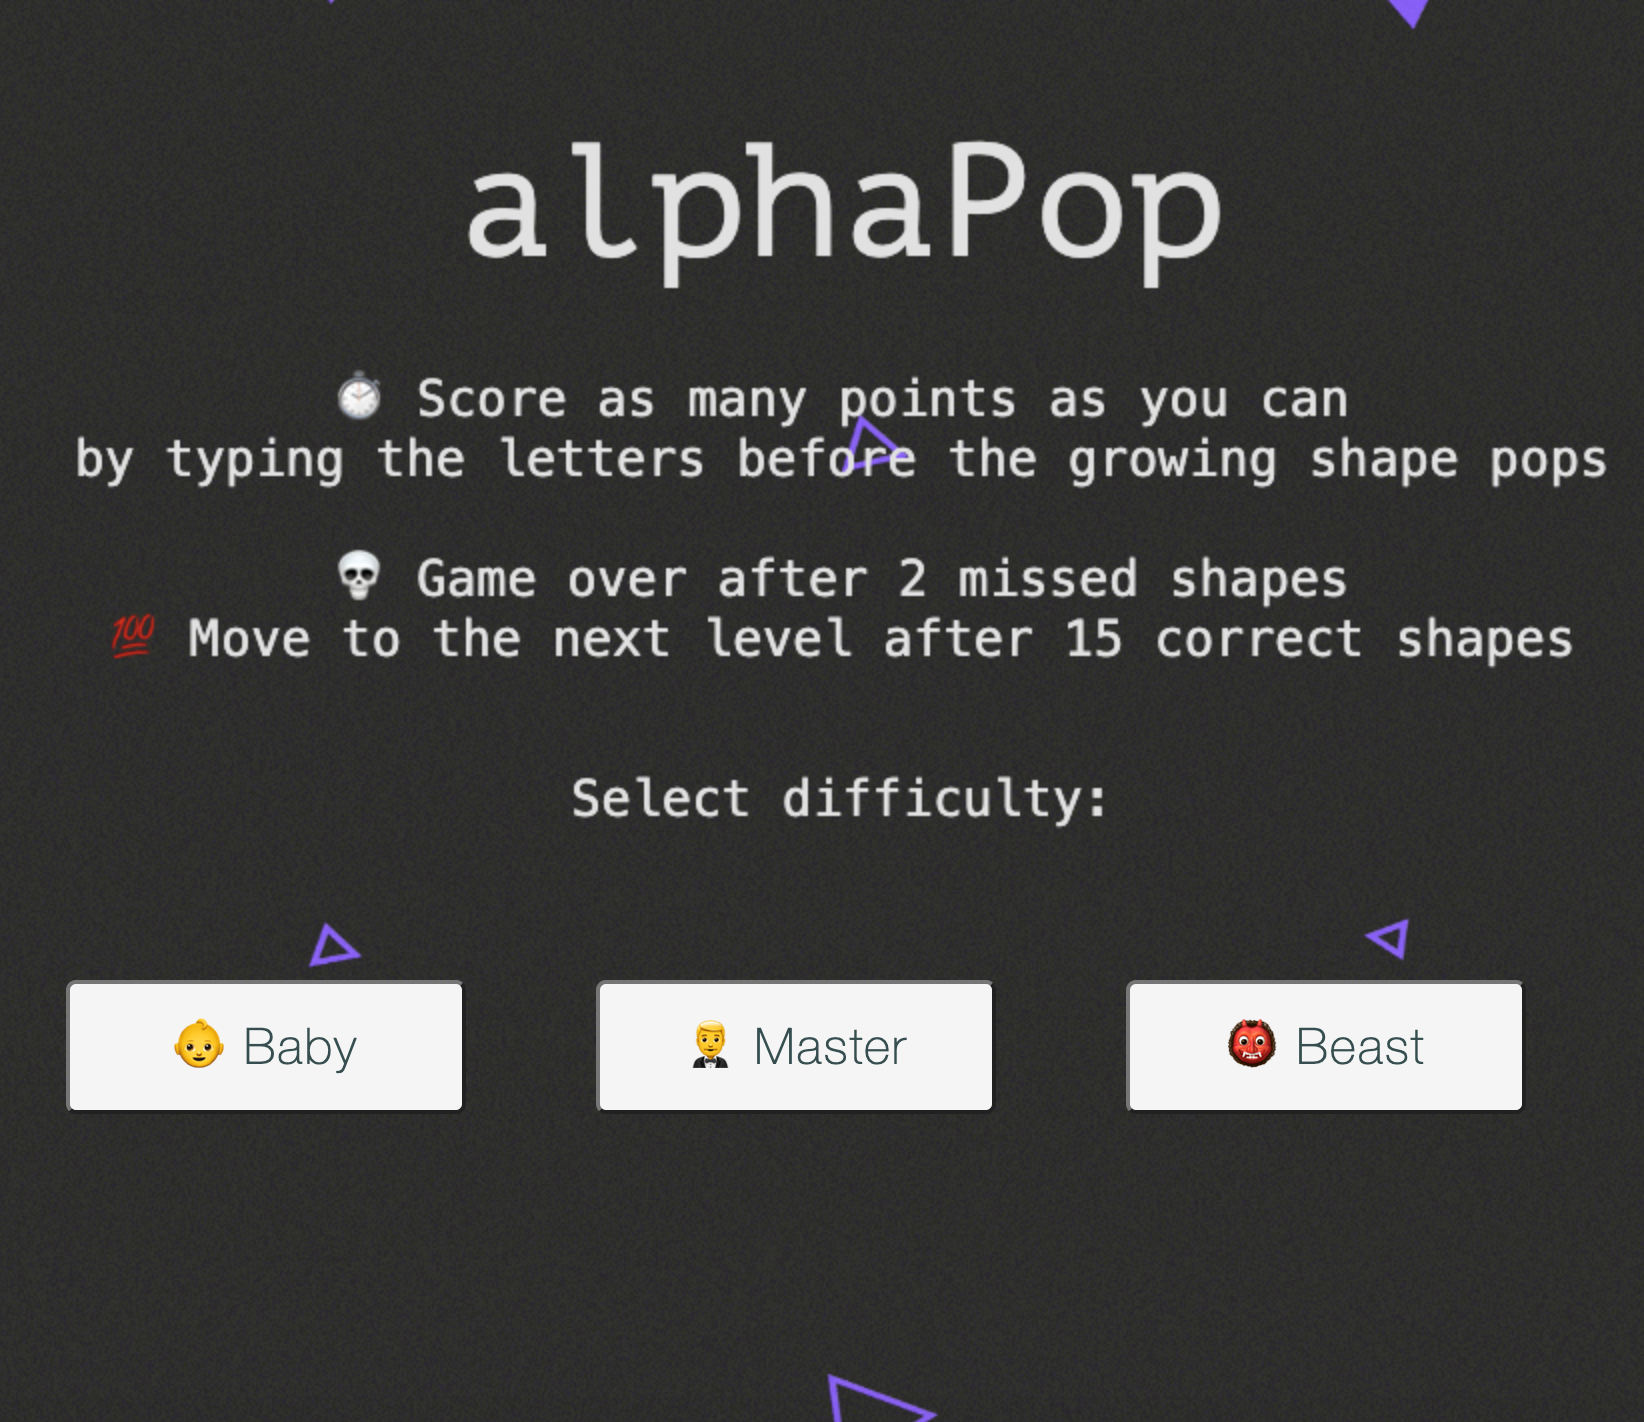 alphaPop
⏱️ Score as many points as you can
by typing the letters before the growing shape pops
💀 Game over after 2 missed shapes
💯 Move to the next level after 15 correct shapes
Select difficulty:
👶 Baby
🤵‍♂️ Master
👹 Beast